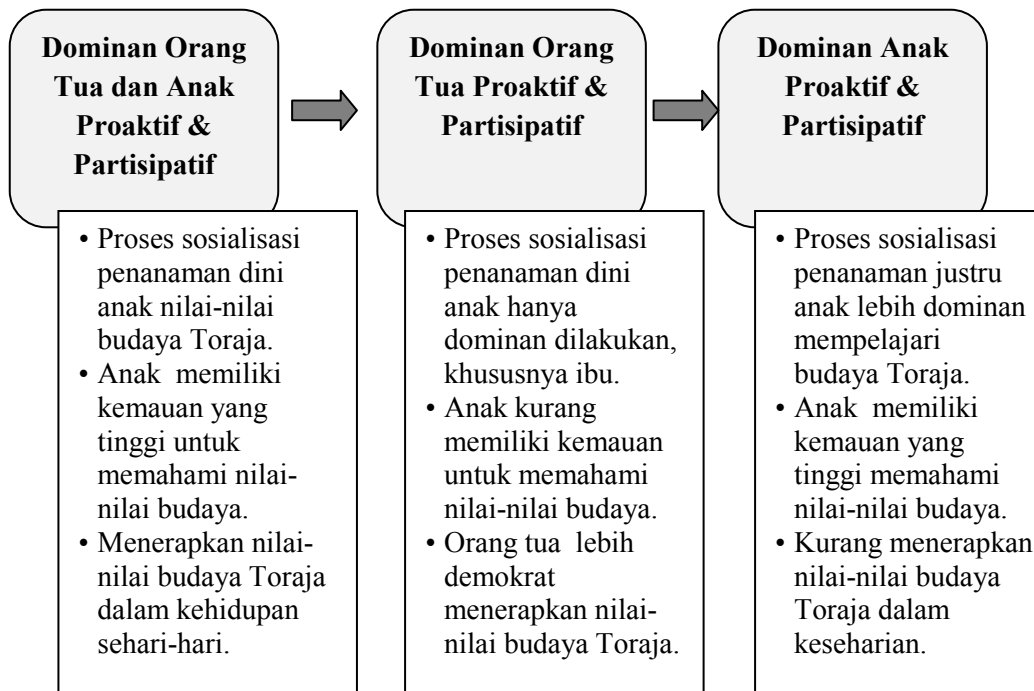 Dominan Orang
Tua dan Anak
Proaktif &
Partisipatif
• Proses sosialisasi
penanaman dini
anak nilai-nilai
budaya Toraja.
• Anak memiliki
kemauan yang
tinggi untuk
memahami nilai-
nilai budaya.
• Menerapkan nilai-
nilai budaya Toraja
dalam kehidupan
sehari-hari.
Dominan Orang
Tua Proaktif &
Partisipatif
• Proses sosialisasi
penanaman dini
anak hanya
dominan dilakukan,
khususnya ibu.
• Anak kurang
memiliki kemauan
untuk memahami
nilai-nilai budaya.
• Orang tua lebih
demokrat
menerapkan nilai-
nilai budaya Toraja.
Dominan Anak
Proaktif &
Partisipatif
• Proses sosialisasi
penanaman justru
anak lebih dominan
mempelajari
budaya Toraja.
• Anak memiliki
kemauan yang
tinggi memahami
nilai-nilai budaya.
• Kurang menerapkan
nilai-nilai budaya
Toraja dalam
keseharian.